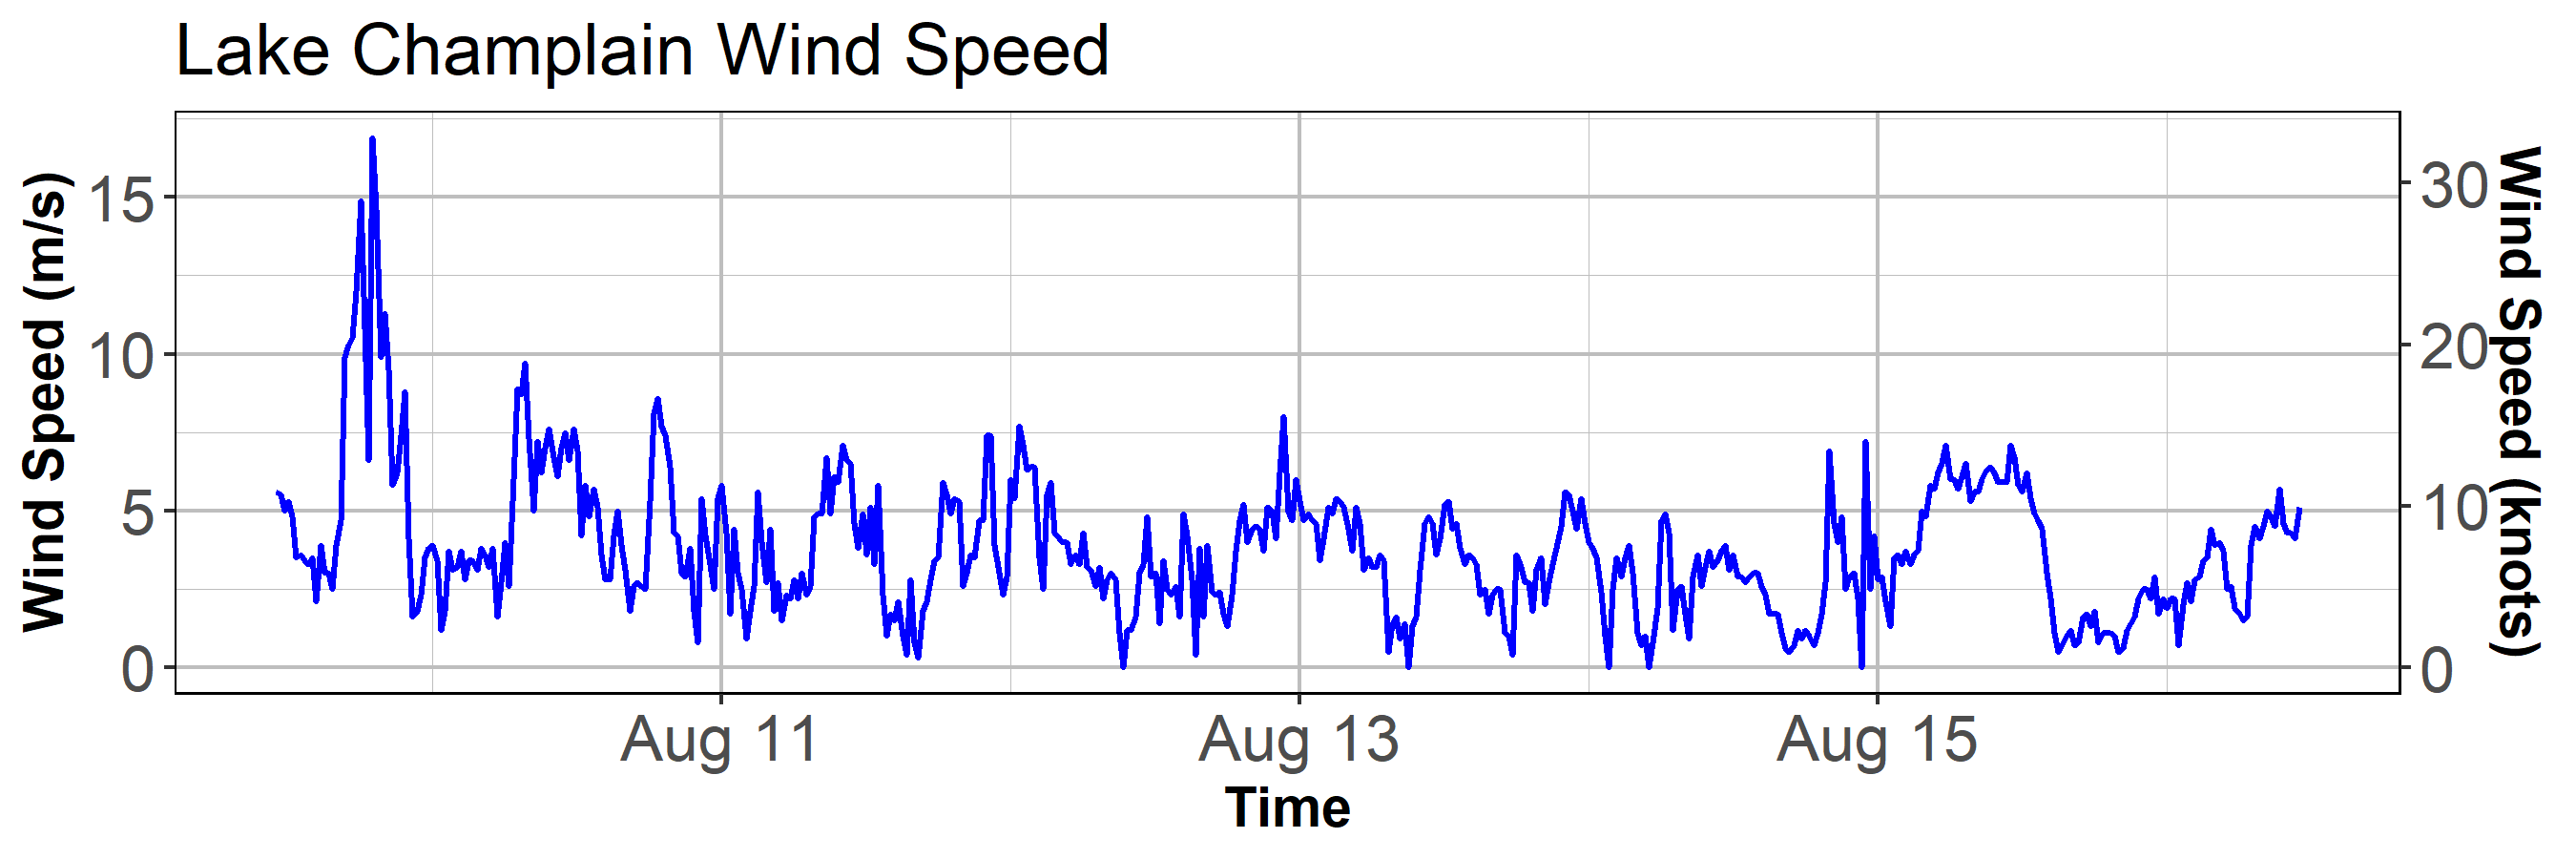 Lake Champlain Wind Speed
Wind Speed (m/s)
15
10
5
0
30
20
10
0
Wind Speed (knots)
Aug 11
Aug 13
Aug 15
Time